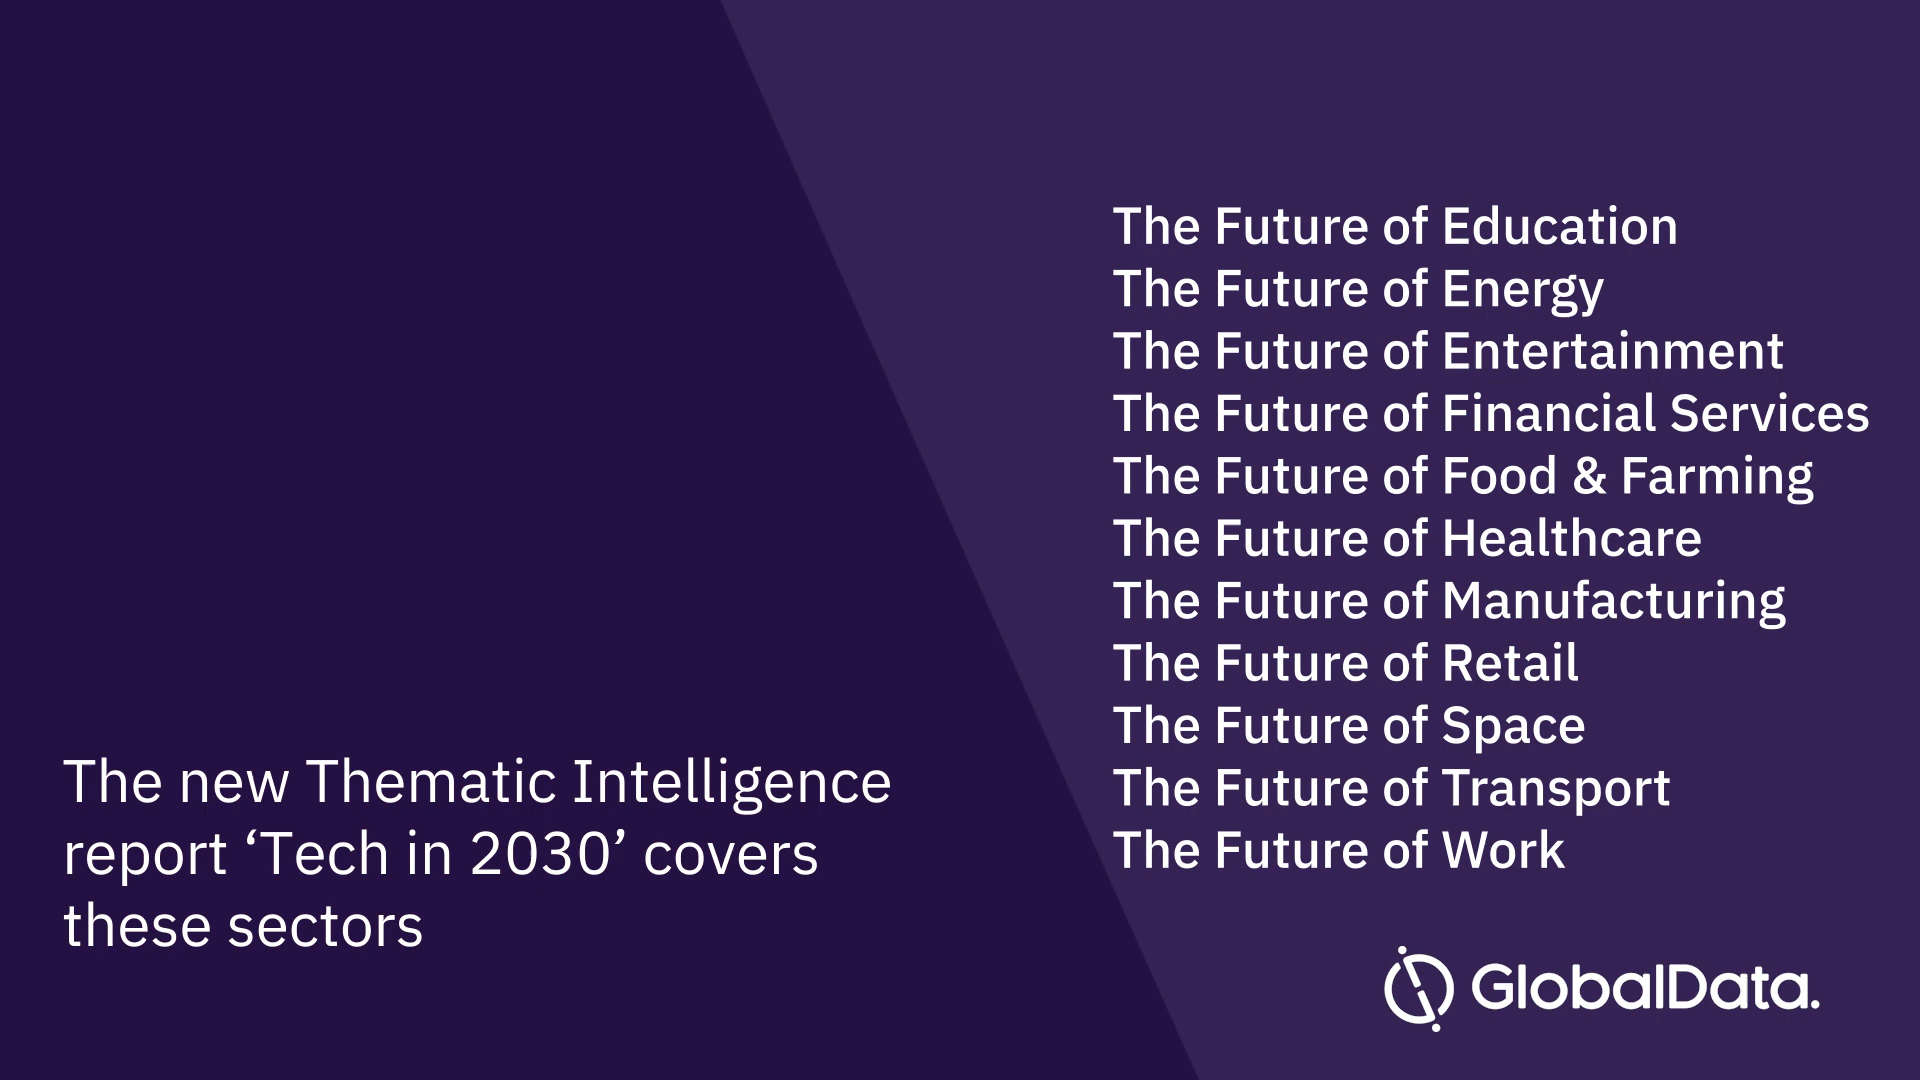 The new Thematic Intelligence
report ‘Tech in 2030’ covers
these sectors
The Future of Education
The Future of Energy
The Future of Entertainment
The Future of Financial Services
The Future of Food & Farming
The Future of Healthcare
The Future of Manufacturing
The Future of Retail
The Future of Space
The Future of Transport
The Future of Work
GlobalData.